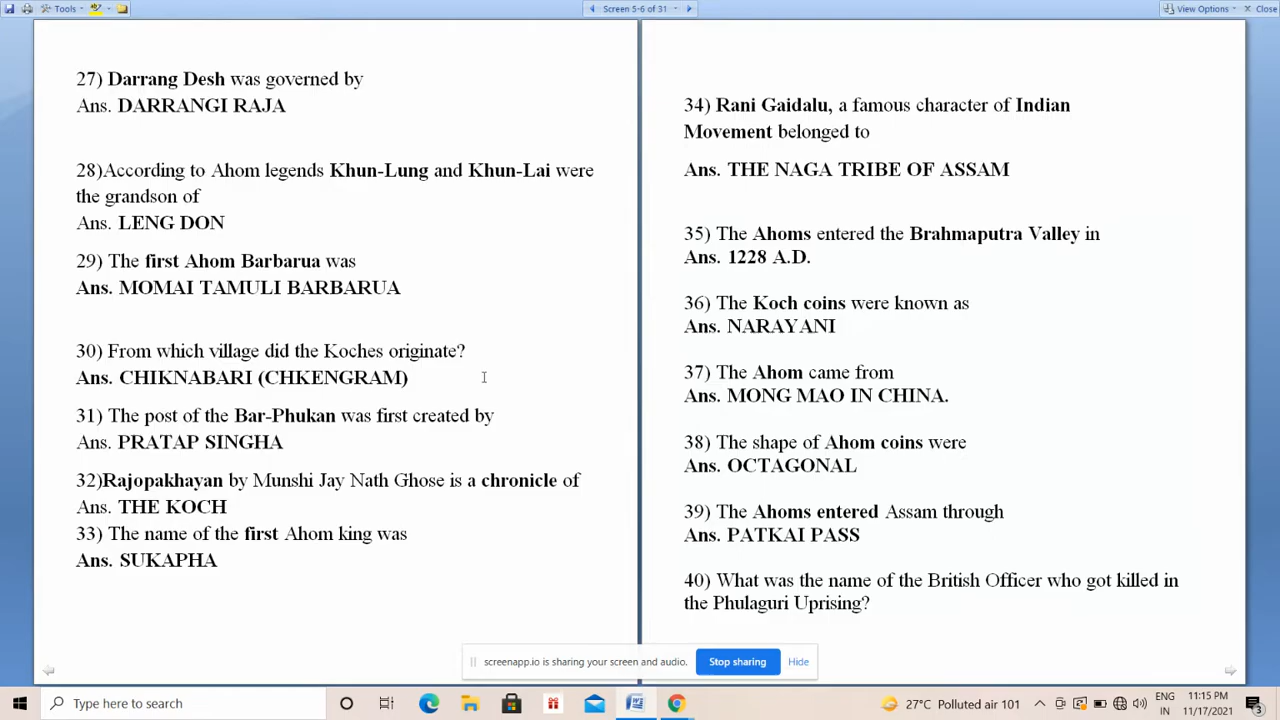 Tools
Screen 5-6 of 31
View Options
Close
27) Darrang Desh was governed by
Ans. DARRANGI RAJA
28)According to Ahom legends Khun-Lung and Khun-Lai were
the grandson of
Ans. LENG DON
29) The first Ahom Barbarua was
Ans. MOMAI TAMULI BARBARUA
30) From which village did the Koches originate?
Ans. CHIKNABARI (CHKENGRAM)
31) The post of the Bar-Phukan was first created by
Ans. PRATAP SINGHA
32)Rajopakhayan by Munshi Jay Nath Ghose is a chronicle of
Ans. THE KOCH
33) The name of the first Ahom king was
Ans. SUKAPHA
34) Rani Gaidalu, a famous character of Indian
Movement belonged to
Ans. THE NAGA TRIBE OF ASSAM
35) The Ahoms entered the Brahmaputra Valley in
Ans. 1228 A.D.
36) The Koch coins were known as
Ans. NARAYANI
37) The Ahom came from
Ans. MONG MAO IN CHINA.
38) The shape of Ahom coins were
Ans. OCTAGONAL
39) The Ahoms entered Assam through
Ans. PATKAI PASS
40) What was the name of the British Officer who got killed in
the Phulaguri Uprising?
screenapp.io is sharing your screen and audio.
Stop sharing
Hide
Type here to search
27°C Polluted air 101
ENG
IN
11:15 PM
11/17/2021
3